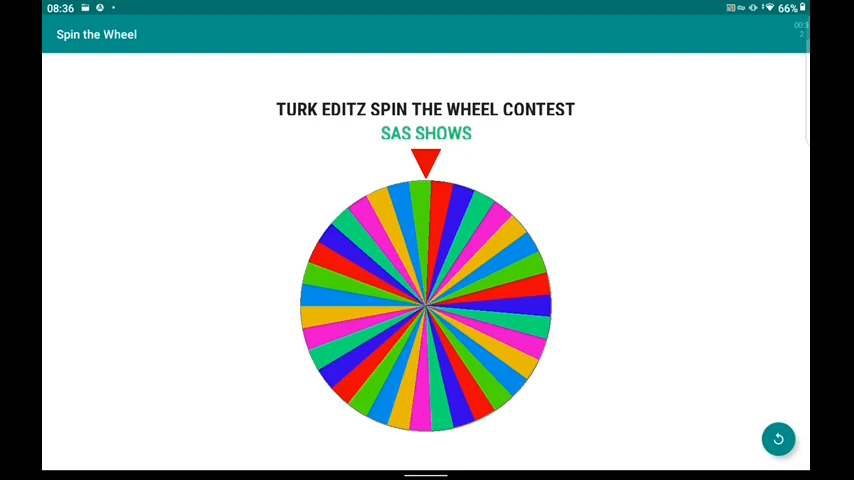 08:36
66%
Spin the Wheel
TURK EDITZ SPIN THE WHEEL CONTEST
SAS SHOWS